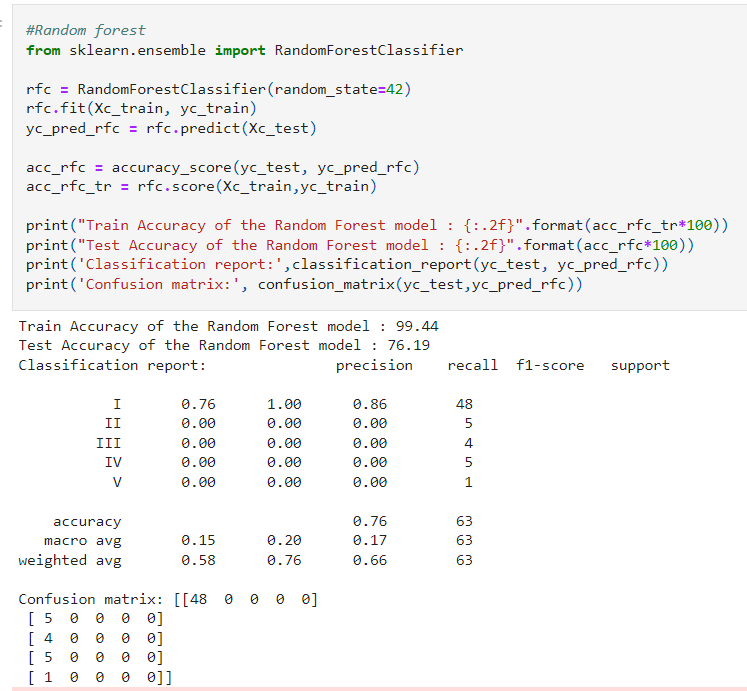 #Random forest
from sklearn.ensemble import RandomForestClassifier
rfc = RandomForestClassifier(random_state=42)
rfc.fit(Xc_train, yc_train)
yc_pred_rfc = rfc.predict(Xc_test)
acc_rfc = accuracy_score(yc_test, yc_pred_rfc)
acc_rfc_tr = rfc.score(Xc_train,yc_train)
print("Train Accuracy of the Random Forest model : {:.2f}".format(acc_rfc_tr*100))
print("Test Accuracy of the Random Forest model : {:.2f}".format(acc_rfc*100))
print('Classification report:',classification_report(yc_test, yc_pred_rfc))
print('Confusion matrix:', confusion_matrix(yc_test,yc_pred_rfc))
Train Accuracy of the Random Forest model : 99.44
Test Accuracy of the Random Forest model : 76.19
Classification report:               precision    recall  f1-score   support
           I       0.76      1.00      0.86        48
          II       0.00      0.00      0.00         5
         III       0.00      0.00      0.00         4
          IV       0.00      0.00      0.00         5
           V       0.00      0.00      0.00         1
    accuracy                           0.76        63
   macro avg       0.15      0.20      0.17        63
weighted avg       0.58      0.76      0.66        63
Confusion matrix: [[48  0  0  0  0]
 [ 5  0  0  0  0]
 [ 4  0  0  0  0]
 [ 5  0  0  0  0]
 [ 1  0  0  0  0]]